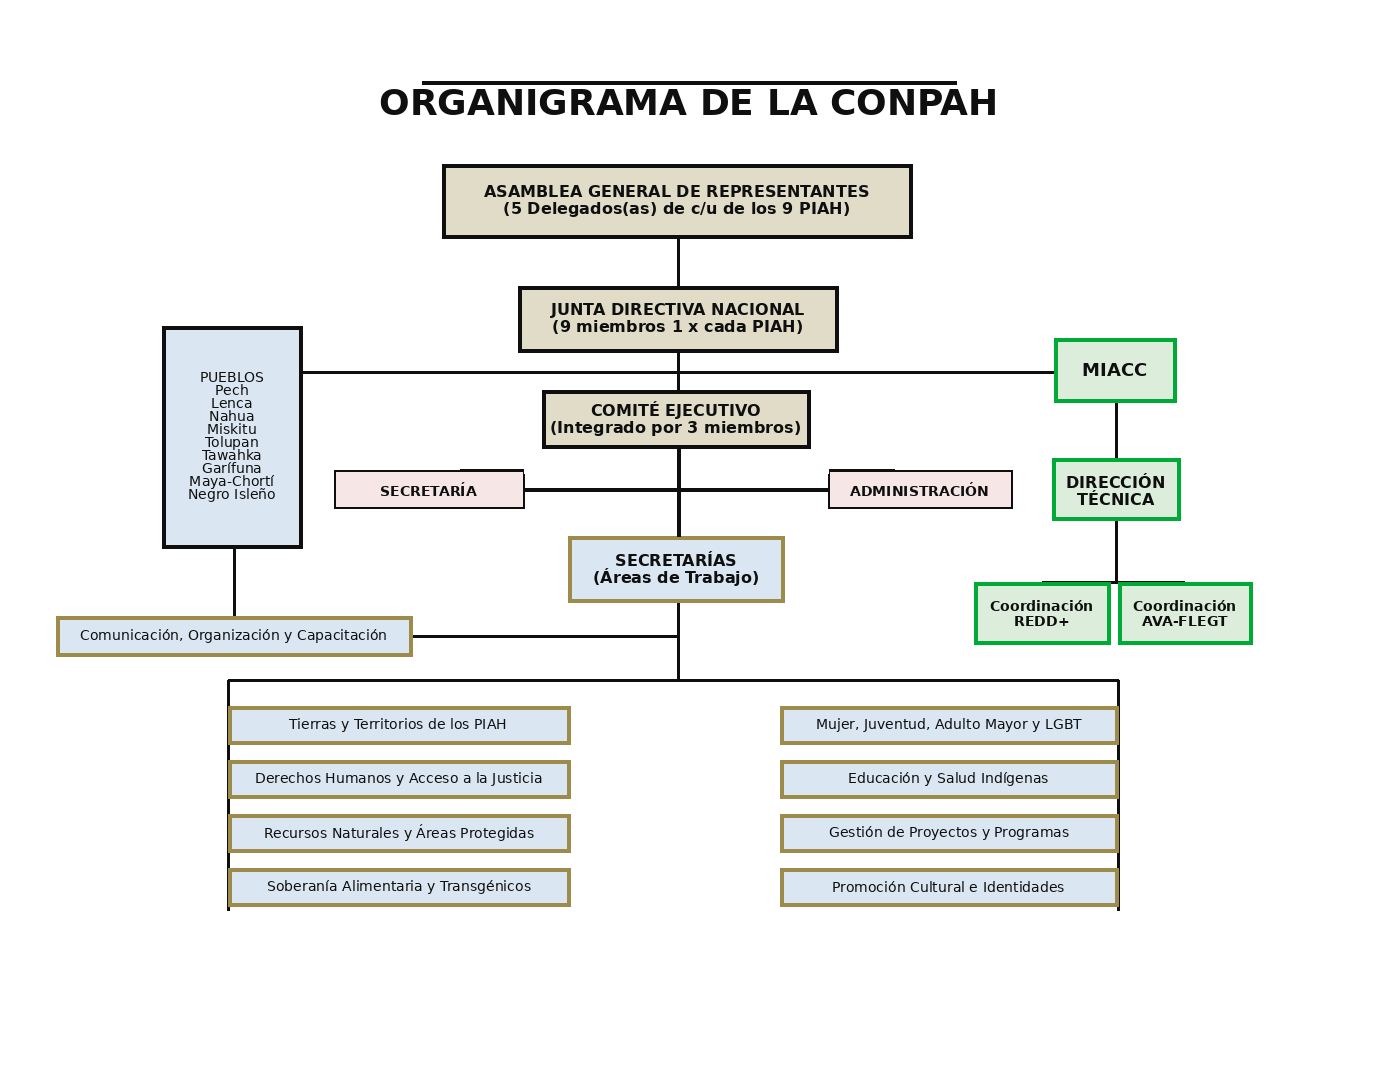 ORGANIGRAMA DE LA CONPAH
ASAMBLEA GENERAL DE REPRESENTANTES
(5 Delegados(as) de c/u de los 9 PIAH)
JUNTA DIRECTIVA NACIONAL
(9 miembros 1 x cada PIAH)
PUEBLOS
Pech
Lenca
Nahua
Miskitu
Tolupan
Tawahka
Garífuna
Maya-Chortí
Negro Isleño
MIACC
COMITÉ EJECUTIVO
(Integrado por 3 miembros)
SECRETARÍA
ADMINISTRACIÓN
DIRECCIÓN
TÉCNICA
SECRETARÍAS
(Áreas de Trabajo)
Coordinación
REDD+
Coordinación
AVA-FLEGT
Comunicación, Organización y Capacitación
Tierras y Territorios de los PIAH
Mujer, Juventud, Adulto Mayor y LGBT
Derechos Humanos y Acceso a la Justicia
Educación y Salud Indígenas
Recursos Naturales y Áreas Protegidas
Gestión de Proyectos y Programas
Soberanía Alimentaria y Transgénicos
Promoción Cultural e Identidades